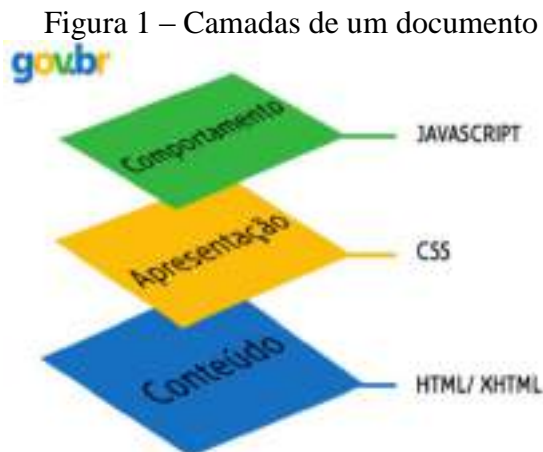 Figura 1 – Camadas de um documento
gov.br
Comportamento
JAVASCRIPT
Apresentação
CSS
Conteúdo
HTML/ XHTML